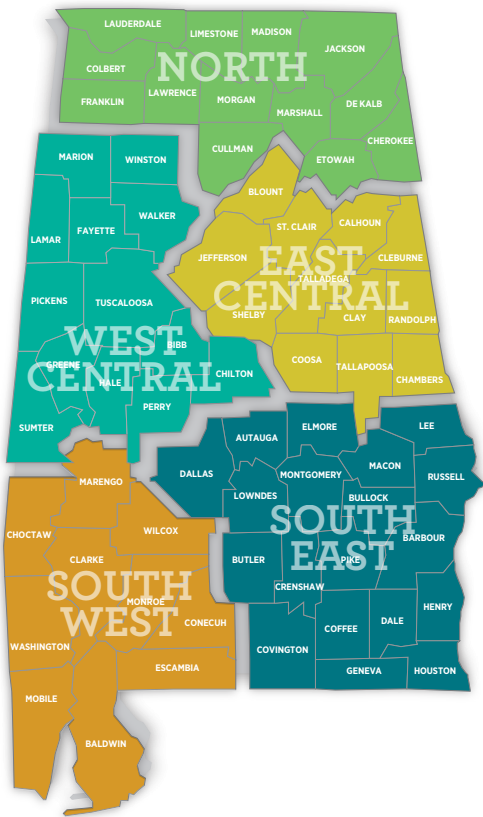 LAUDERDALE
LIMESTONE
MADISON
JACKSON
NORTH
COLBERT
LAWRENCE
FRANKLIN
MORGAN
MARSHALL
DE KALB
CHEROKEE
CULLMAN
ETOWAH
MARION
WINSTON
BLOUNT
WALKER
FAYETTE
LAMAR
ST. CLAIR
CALHOUN
JEFFERSON
EAST
CENTRAL
CLEBURNE
TALLADEGA
PICKENS
TUSCALOOSA
SHELBY
CLAY
RANDOLPH
WEST
CENTRAL
BIBB
GREENE
HALE
CHILTON
PERRY
SUMTER
COOSA
TALLAPOOSA
CHAMBERS
ELMORE
LEE
AUTAUGA
MACON
RUSSELL
DALLAS
MONTGOMERY
LOWNDES
BULLOCK
SOUTH
EAST
BARBOUR
PIKE
BUTLER
CRENSHAW
HENRY
DALE
COFFEE
COVINGTON
GENEVA
HOUSTON
MARENGO
CHOCTAW
WILCOX
CLARKE
SOUTH
WEST
MONROE
CONECUH
WASHINGTON
ESCAMBIA
MOBILE
BALDWIN